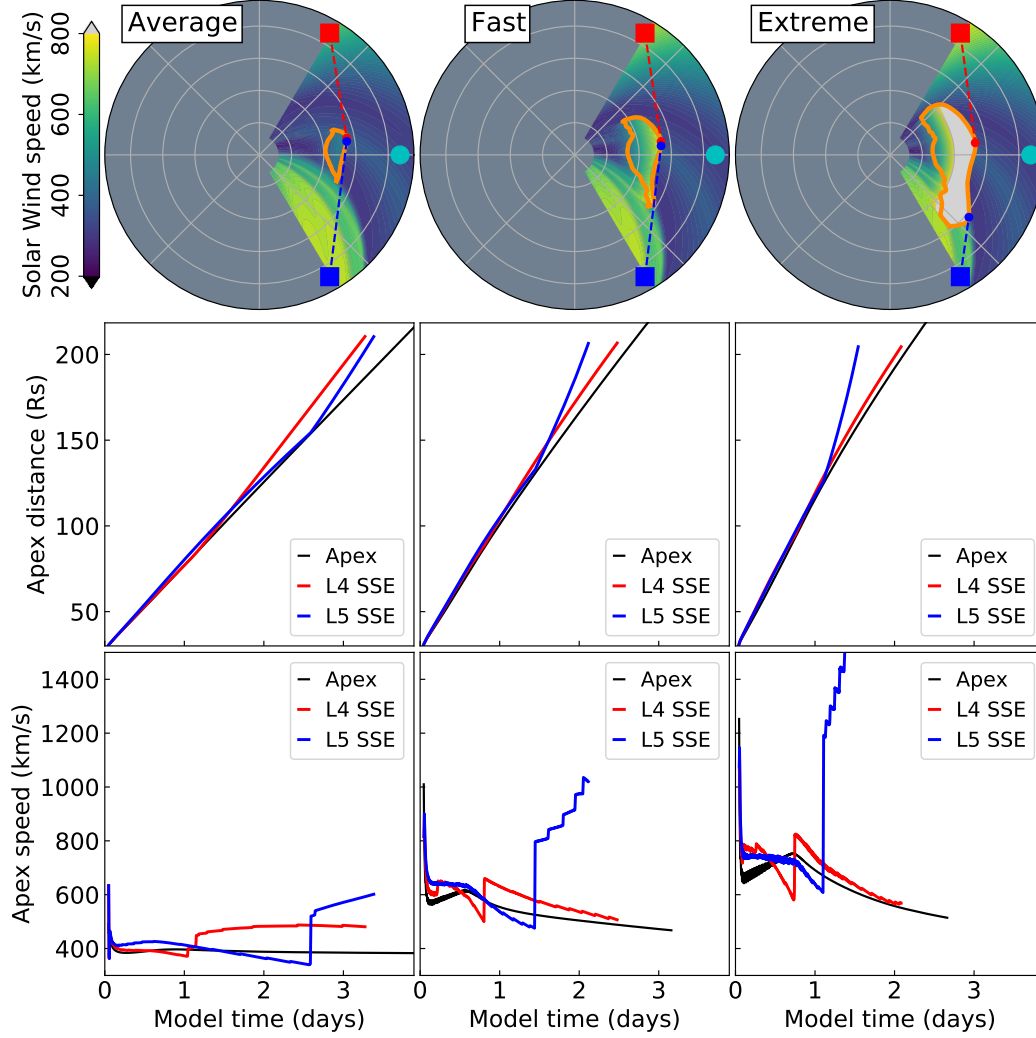 Average
Fast
Extreme
Solar Wind speed (km/s)
800
600
400
200
Apex distance (Rs)
200
150
100
50
Apex
L4 SSE
L5 SSE
Apex
L4 SSE
L5 SSE
Apex
L4 SSE
L5 SSE
Apex speed (km/s)
1400
1200
1000
800
600
400
Apex
L4 SSE
L5 SSE
Apex
L4 SSE
L5 SSE
Apex
L4 SSE
L5 SSE
0 1 2 3
0 1 2 3
0 1 2 3
Model time (days)
Model time (days)
Model time (days)